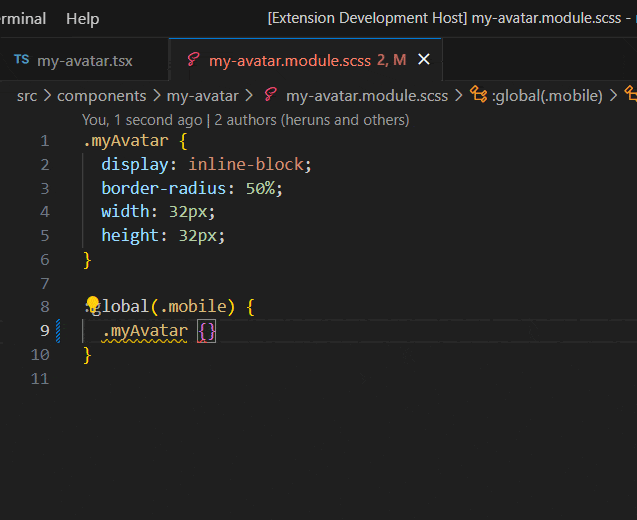 erminal Help [Extension Development Host] my-avatar.module.scss -
TS my-avatar.tsx my-avatar.module.scss 2, M
src > components > my-avatar > my-avatar.module.scss > :global(.mobile) >
You, 1 second ago | 2 authors (heruns and others)
1 .myAvatar {
2 display: inline-block;
3 border-radius: 50%;
4 width: 32px;
5 height: 32px;
6 }
7
8 :global(.mobile) {
9 .myAvatar {}
10 }
11